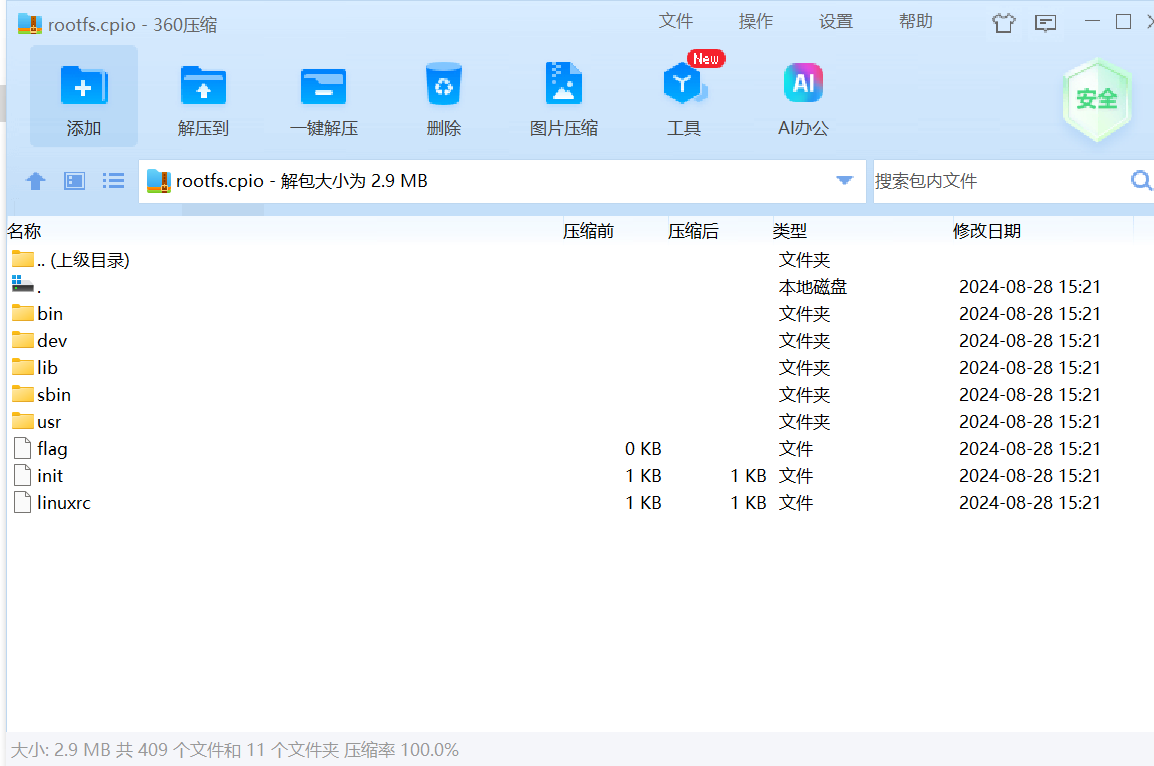 rootfs.cpio - 360压缩 文件 操作 设置 帮助
New
AI
添加 解压到 一键解压 删除 图片压缩 工具 AI办公
安全
rootfs.cpio - 解包大小为 2.9 MB 搜索包内文件
名称 压缩前 压缩后 类型 修改日期
.. (上级目录) 文件夹
. 本地磁盘 2024-08-28 15:21
bin 文件夹 2024-08-28 15:21
dev 文件夹 2024-08-28 15:21
lib 文件夹 2024-08-28 15:21
sbin 文件夹 2024-08-28 15:21
usr 文件夹 2024-08-28 15:21
flag 0 KB 文件 2024-08-28 15:21
init 1 KB 1 KB 文件 2024-08-28 15:21
linuxrc 1 KB 1 KB 文件 2024-08-28 15:21
大小: 2.9 MB 共 409 个文件和 11 个文件夹 压缩率 100.0%